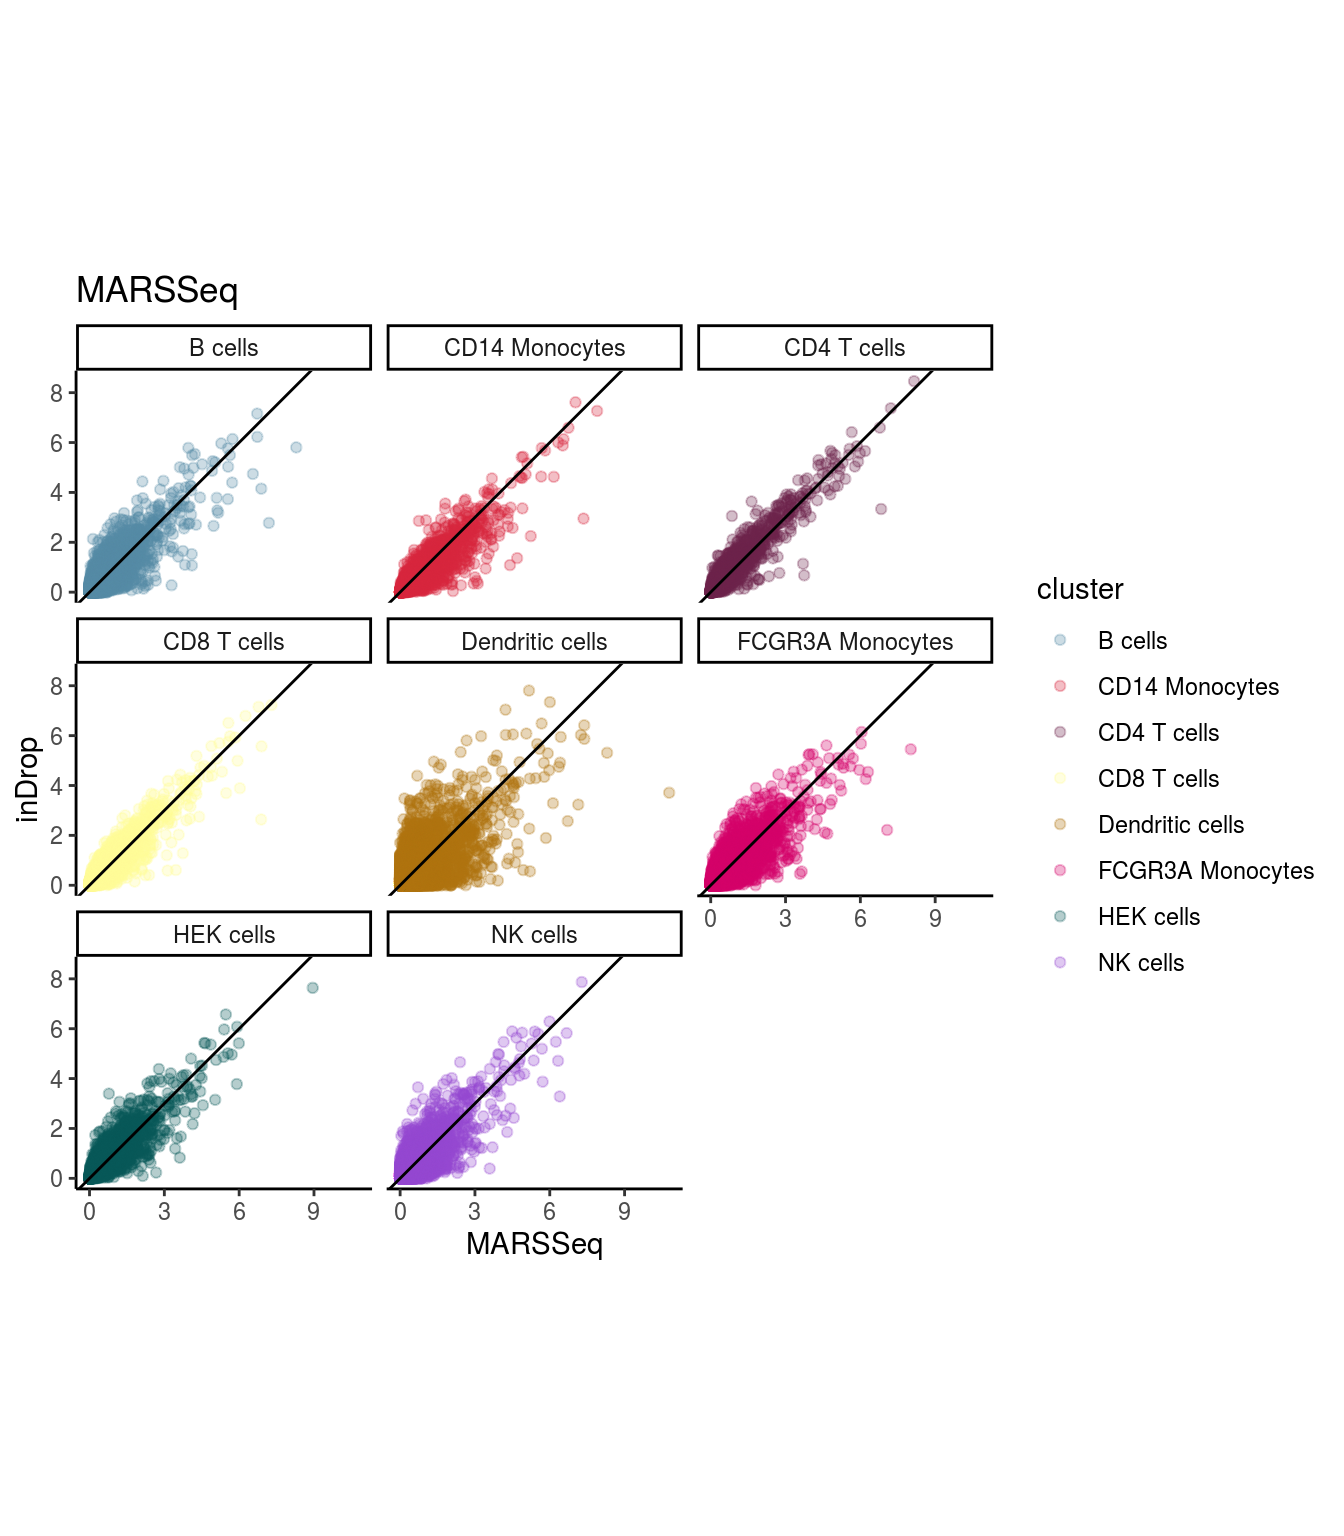 MARSSeq
B cells
CD14 Monocytes
CD4 T cells
8
6
4
2
0
CD8 T cells
Dendritic cells
FCGR3A Monocytes
8
6
4
2
0
0 3 6 9
HEK cells
NK cells
8
6
4
2
0
0 3 6 9
0 3 6 9
inDrop
MARSSeq
cluster
B cells
CD14 Monocytes
CD4 T cells
CD8 T cells
Dendritic cells
FCGR3A Monocytes
HEK cells
NK cells